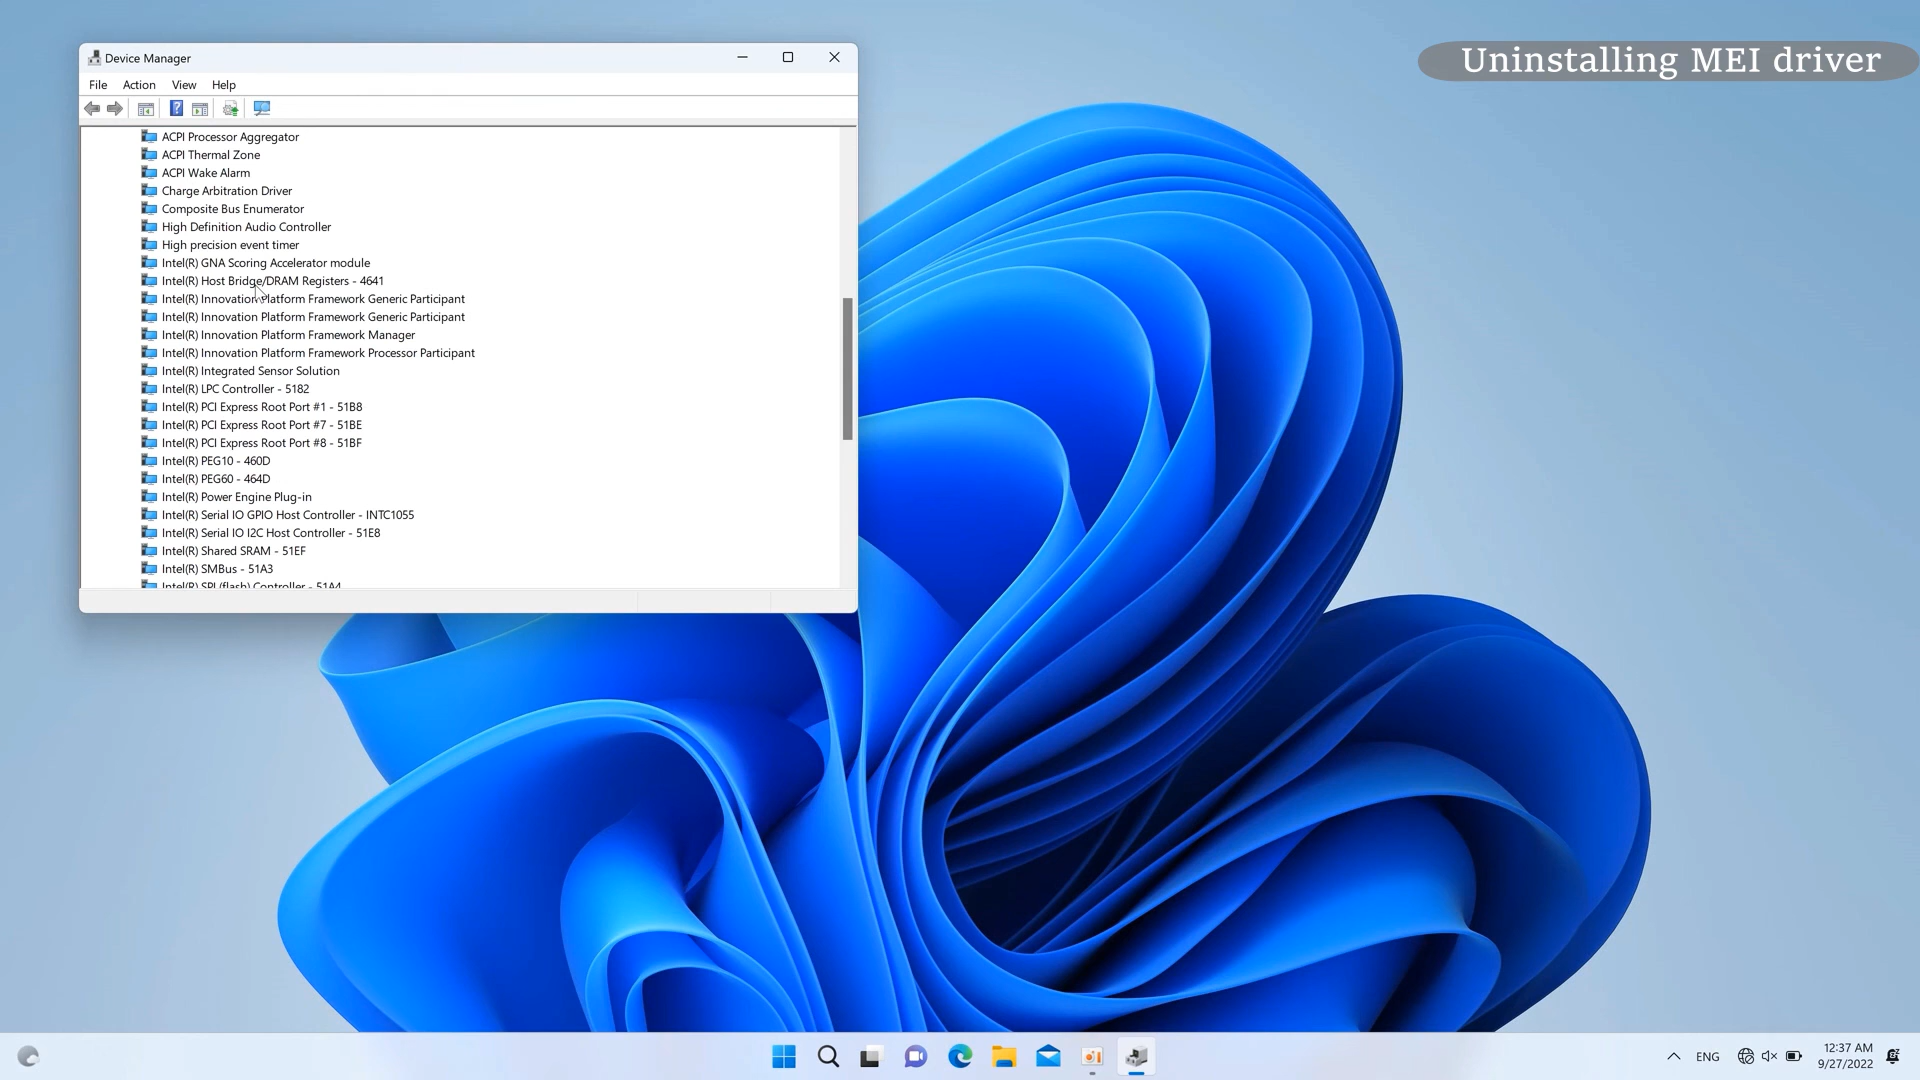 Uninstalling MEI driver
Device Manager
File Action View Help
ACPI Processor Aggregator
ACPI Thermal Zone
ACPI Wake Alarm
Charge Arbitration Driver
Composite Bus Enumerator
High Definition Audio Controller
High precision event timer
Intel(R) GNA Scoring Accelerator module
Intel(R) Host Bridge/DRAM Registers - 4641
Intel(R) Innovation Platform Framework Generic Participant
Intel(R) Innovation Platform Framework Generic Participant
Intel(R) Innovation Platform Framework Manager
Intel(R) Innovation Platform Framework Processor Participant
Intel(R) Integrated Sensor Solution
Intel(R) LPC Controller - 5182
Intel(R) PCI Express Root Port #1 - 51B8
Intel(R) PCI Express Root Port #7 - 51BE
Intel(R) PCI Express Root Port #8 - 51BF
Intel(R) PEG10 - 460D
Intel(R) PEG60 - 464D
Intel(R) Power Engine Plug-in
Intel(R) Serial IO GPIO Host Controller - INTC1055
Intel(R) Serial IO I2C Host Controller - 51E8
Intel(R) Shared SRAM - 51EF
Intel(R) SMBus - 51A3
Intel(R) SPI (flash) Controller - 51A4
ENG
12:37 AM
9/27/2022